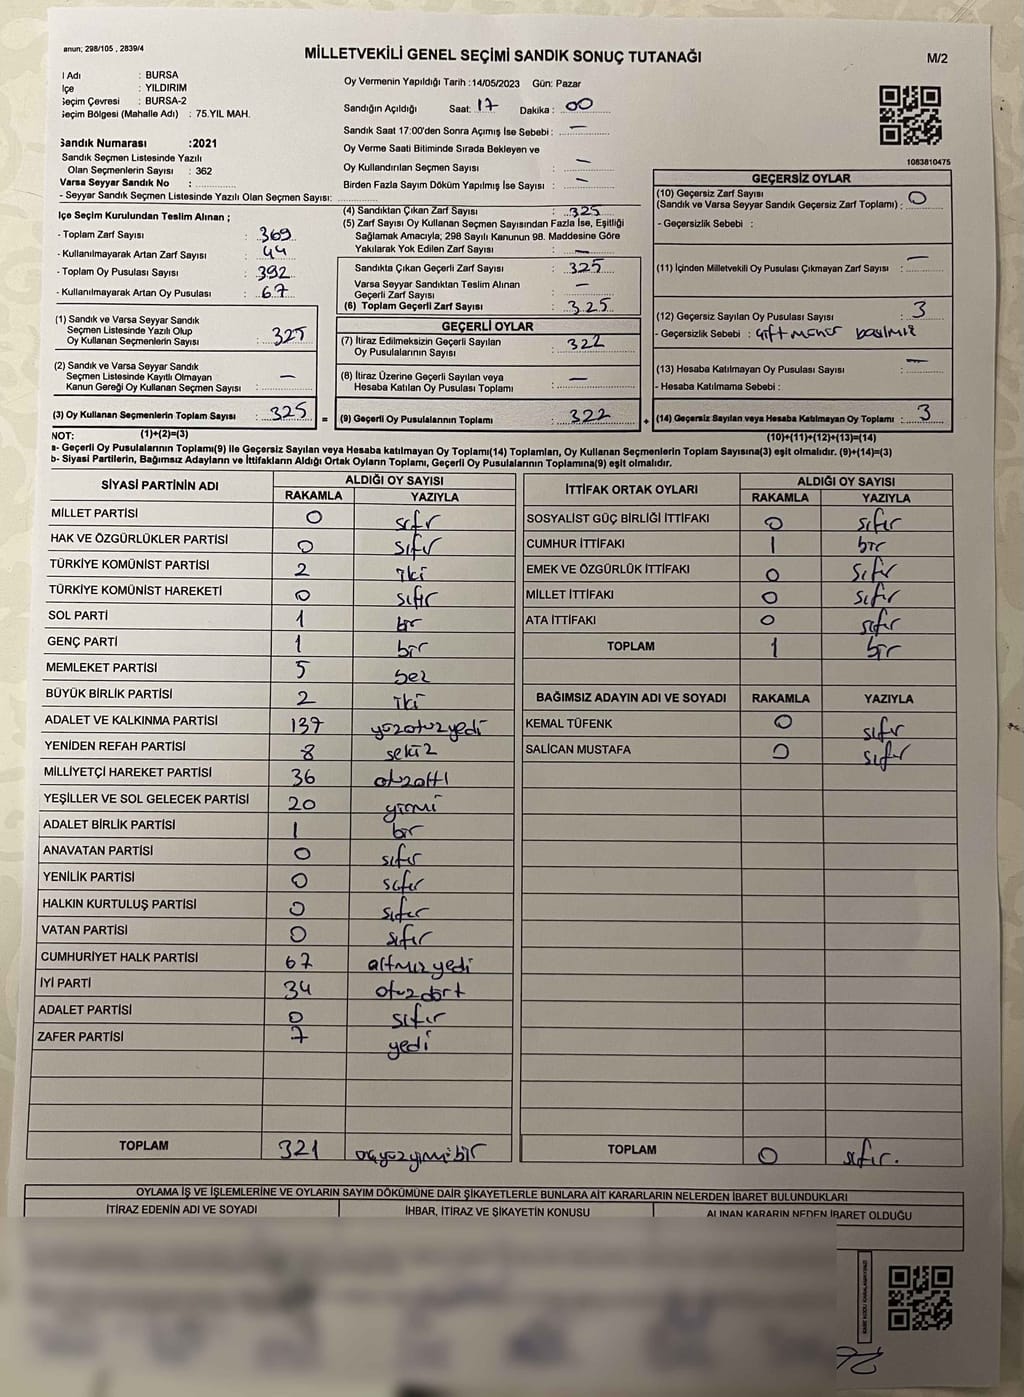 anun; 298/105 , 2839/4
MİLLETVEKİLİ GENEL SEÇİMİ SANDIK SONUÇ TUTANAĞI
M/2
l Adı : BURSA
lçe : YILDIRIM
Seçim Çevresi : BURSA-2
Seçim Bölgesi (Mahalle Adı) : 75.YIL MAH.
Sandık Numarası :2021
Sandık Seçmen Listesinde Yazılı
Olan Seçmenlerin Sayısı : 362
Varsa Seyyar Sandık No :
- Seyyar Sandık Seçmen Listesinde Yazılı Olan Seçmen Sayısı:
Oy Vermenin Yapıldığı Tarih :14/05/2023 Gün: Pazar
Sandığın Açıldığı Saat: 17 Dakika : 00
Sandık Saat 17:00'den Sonra Açımış İse Sebebi : —
Oy Verme Saati Bitiminde Sırada Bekleyen ve
Oy Kullandırılan Seçmen Sayısı : —
Birden Fazla Sayım Döküm Yapılmış İse Sayısı : —
1083810475
İlçe Seçim Kurulundan Teslim Alınan ;
- Toplam Zarf Sayısı : 369
- Kullanılmayarak Artan Zarf Sayısı : 44
- Toplam Oy Pusulası Sayısı : 392
- Kullanılmayarak Artan Oy Pusulası : 67
(4) Sandıktan Çıkan Zarf Sayısı : 325
(5) Zarf Sayısı Oy Kullanan Seçmen Sayısından Fazla İse, Eşitliği
Sağlamak Amacıyla; 298 Sayılı Kanunun 98. Maddesine Göre
Yakılarak Yok Edilen Zarf Sayısı : —
Sandıkta Çıkan Geçerli Zarf Sayısı : 325
Varsa Seyyar Sandıktan Teslim Alınan
Geçerli Zarf Sayısı : —
(6) Toplam Geçerli Zarf Sayısı : 325
GEÇERSİZ OYLAR
(10) Geçersiz Zarf Sayısı
(Sandık ve Varsa Seyyar Sandık Geçersiz Zarf Toplamı) : 0
- Geçersizlik Sebebi :
(11) İçinden Milletvekili Oy Pusulası Çıkmayan Zarf Sayısı : —
(12) Geçersiz Sayılan Oy Pusulası Sayısı : 3
- Geçersizlik Sebebi : Çift mühür basılmış
(13) Hesaba Katılmayan Oy Pusulası Sayısı : —
- Hesaba Katılmama Sebebi :
(14) Geçersiz Sayılan veya Hesaba Katılmayan Oy Toplamı : 3
(10)+(11)+(12)+(13)=(14)
(1) Sandık ve Varsa Seyyar Sandık
Seçmen Listesinde Yazılı Olup
Oy Kullanan Seçmenlerin Sayısı : 325
(2) Sandık ve Varsa Seyyar Sandık
Seçmen Listesinde Kayıtlı Olmayan
Kanun Gereği Oy Kullanan Seçmen Sayısı : —
(3) Oy Kullanan Seçmenlerin Toplam Sayısı : 325 =
(1)+(2)=(3)
GEÇERLİ OYLAR
(7) İtiraz Edilmeksizin Geçerli Sayılan
Oy Pusulalarının Sayısı : 322
(8) İtiraz Üzerine Geçerli Sayılan veya
Hesaba Katılan Oy Pusulası Toplamı : —
(9) Geçerli Oy Pusulalarının Toplamı : 322 +
NOT:
a- Geçerli Oy Pusulalarının Toplamı(9) ile Geçersiz Sayılan veya Hesaba katılmayan Oy Toplamı(14) Toplamları, Oy Kullanan Seçmenlerin Toplam Sayısına(3) eşit olmalıdır. (9)+(14)=(3)
b- Siyasi Partilerin, Bağımsız Adayların ve İttifakların Aldığı Ortak Oyların Toplamı, Geçerli Oy Pusulalarının Toplamına(9) eşit olmalıdır.
SİYASİ PARTİNİN ADI ALDIĞI OY SAYISI
RAKAMLA YAZIYLA
MİLLET PARTİSİ 0 sıfır
HAK VE ÖZGÜRLÜKLER PARTİSİ 0 sıfır
TÜRKİYE KOMÜNİST PARTİSİ 2 iki
TÜRKİYE KOMÜNİST HAREKETİ 0 sıfır
SOL PARTİ 1 bir
GENÇ PARTİ 1 bir
MEMLEKET PARTİSİ 5 beş
BÜYÜK BİRLİK PARTİSİ 2 iki
ADALET VE KALKINMA PARTİSİ 137 yüzotuzyedi
YENİDEN REFAH PARTİSİ 8 sekiz
MİLLİYETÇİ HAREKET PARTİSİ 36 otuzaltı
YEŞİLLER VE SOL GELECEK PARTİSİ 20 yirmi
ADALET BİRLİK PARTİSİ 1 bir
ANAVATAN PARTİSİ 0 sıfır
YENİLİK PARTİSİ 0 sıfır
HALKIN KURTULUŞ PARTİSİ 0 sıfır
VATAN PARTİSİ 0 sıfır
CUMHURİYET HALK PARTİSİ 67 altmışyedi
İYİ PARTİ 34 otuzdört
ADALET PARTİSİ 0 sıfır
ZAFER PARTİSİ 7 yedi
TOPLAM 321 üçyüzyirmibir
İTTİFAK ORTAK OYLARI ALDIĞI OY SAYISI
RAKAMLA YAZIYLA
SOSYALİST GÜÇ BİRLİĞİ İTTİFAKI 0 sıfır
CUMHUR İTTİFAKI 1 bir
EMEK VE ÖZGÜRLÜK İTTİFAKI 0 sıfır
MİLLET İTTİFAKI 0 sıfır
ATA İTTİFAKI 0 sıfır
TOPLAM 1 bir
BAĞIMSIZ ADAYIN ADI VE SOYADI RAKAMLA YAZIYLA
KEMAL TÜFENK 0 sıfır
SALİCAN MUSTAFA 0 sıfır
TOPLAM 0 sıfır.
OYLAMA İŞ VE İŞLEMLERİNE VE OYLARIN SAYIM DÖKÜMÜNE DAİR ŞİKAYETLERLE BUNLARA AİT KARARLARIN NELERDEN İBARET BULUNDUKLARI
İTİRAZ EDENİN ADI VE SOYADI İHBAR, İTİRAZ VE ŞİKAYETİN KONUSU ALINAN KARARIN NEDEN İBARET OLDUĞU